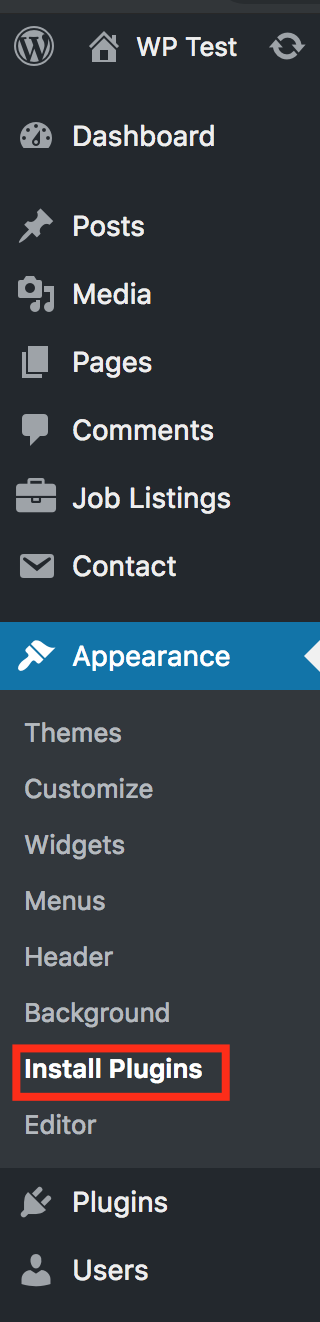 WP Test
Dashboard
Posts
Media
Pages
Comments
Job Listings
Contact
Appearance
Themes
Customize
Widgets
Menus
Header
Background
Install Plugins
Editor
Plugins
Users